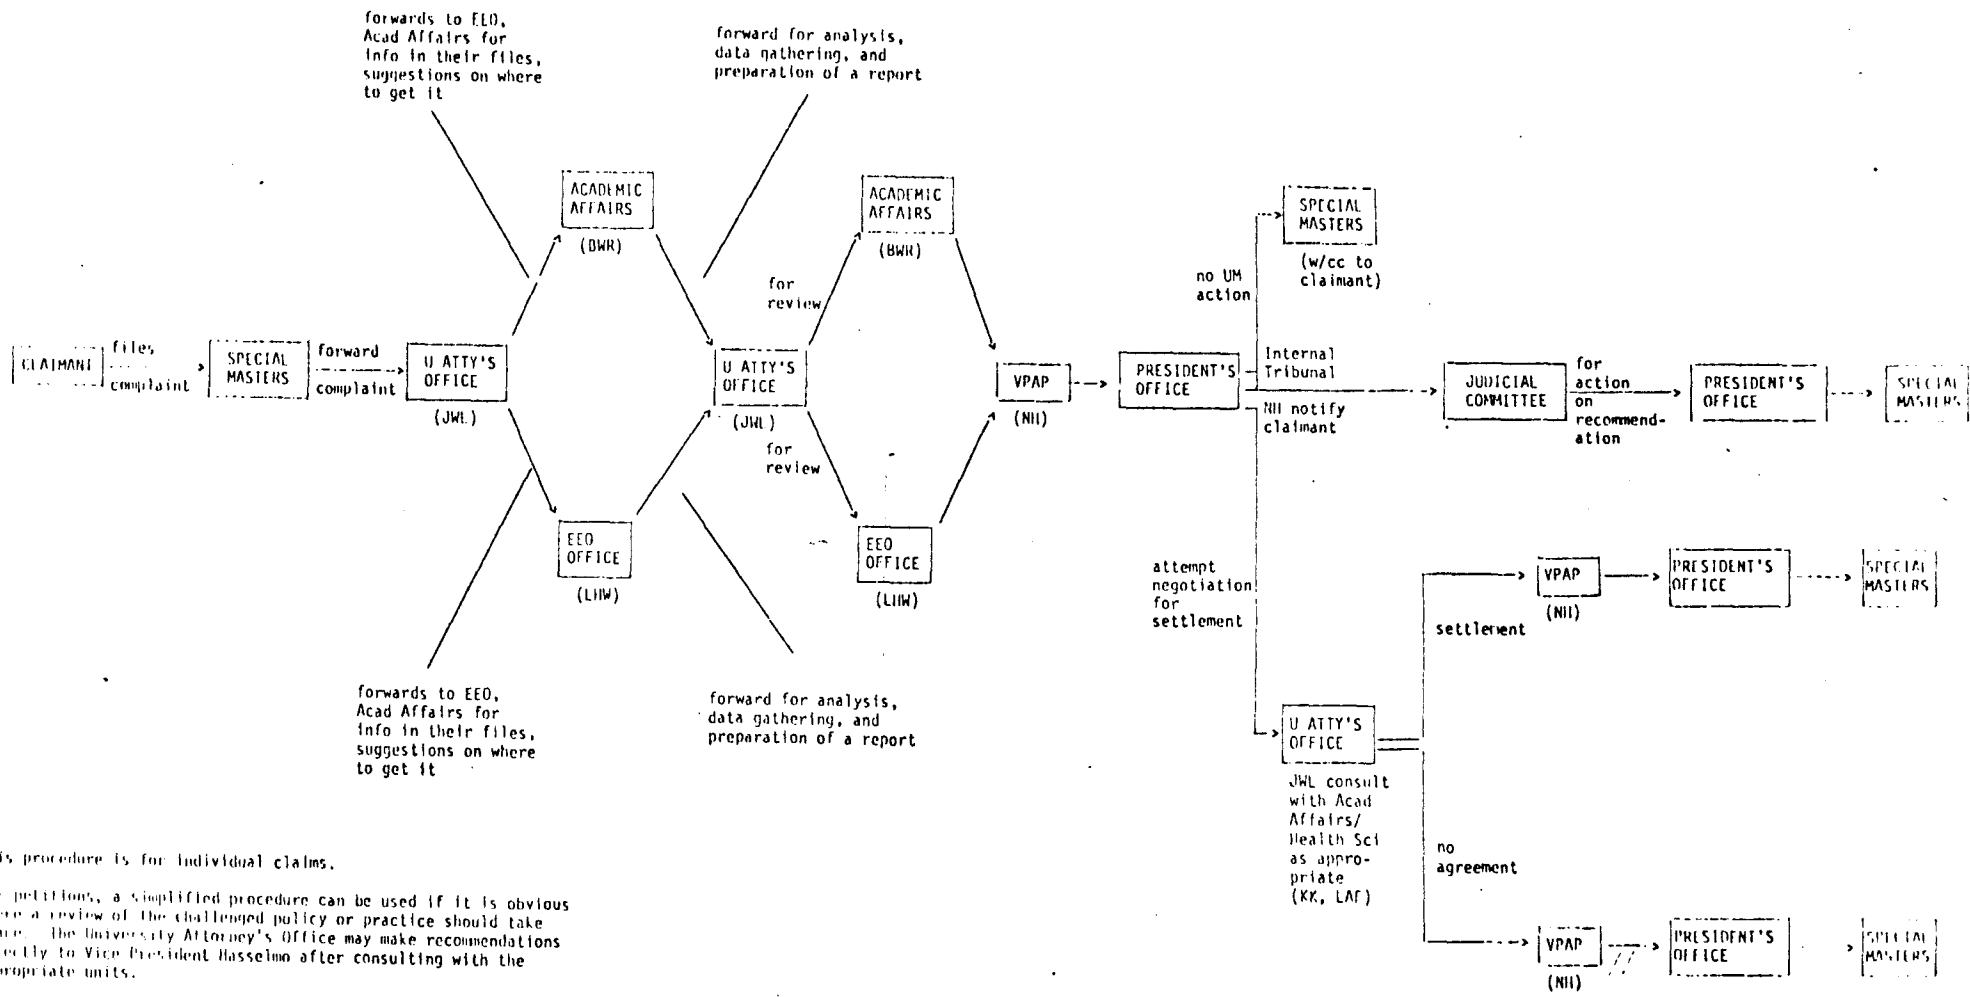 forwards to EEO,
Acad Affairs for
info in their files,
suggestions on where
to get it
forward for analysis,
data gathering, and
preparation of a report
ACADEMIC
AFFAIRS
(BWR)
ACADEMIC
AFFAIRS
(BWR)
SPECIAL
MASTERS
(w/cc to
claimant)
no UM
action
for
review
CLAIMANT
files
complaint
SPECIAL
MASTERS
forward
complaint
U ATTY'S
OFFICE
(JWL)
U ATTY'S
OFFICE
(JWL)
for
review
VPAP
(NH)
PRESIDENT'S
OFFICE
Internal
Tribunal
NH notify
claimant
JUDICIAL
COMMITTEE
for
action
on
recommend-
ation
PRESIDENT'S
OFFICE
SPECIAL
MASTERS
EEO
OFFICE
(LHW)
EEO
OFFICE
(LHW)
attempt
negotiation
for
settlement
settlement
VPAP
(NH)
PRESIDENT'S
OFFICE
SPECIAL
MASTERS
forwards to EEO,
Acad Affairs for
info in their files,
suggestions on where
to get it
forward for analysis,
data gathering, and
preparation of a report
U ATTY'S
OFFICE
JWL consult
with Acad
Affairs/
Health Sci
as appro-
priate
(KK, LAF)
no
agreement
VPAP
(NH)
PRESIDENT'S
OFFICE
SPECIAL
MASTERS
is procedure is for individual claims.
petitions, a simplified procedure can be used if it is obvious
re a review of the challenged policy or practice should take
ace. The University Attorney's Office may make recommendations
ectly to Vice President Hasselmo after consulting with the
ropriate units.